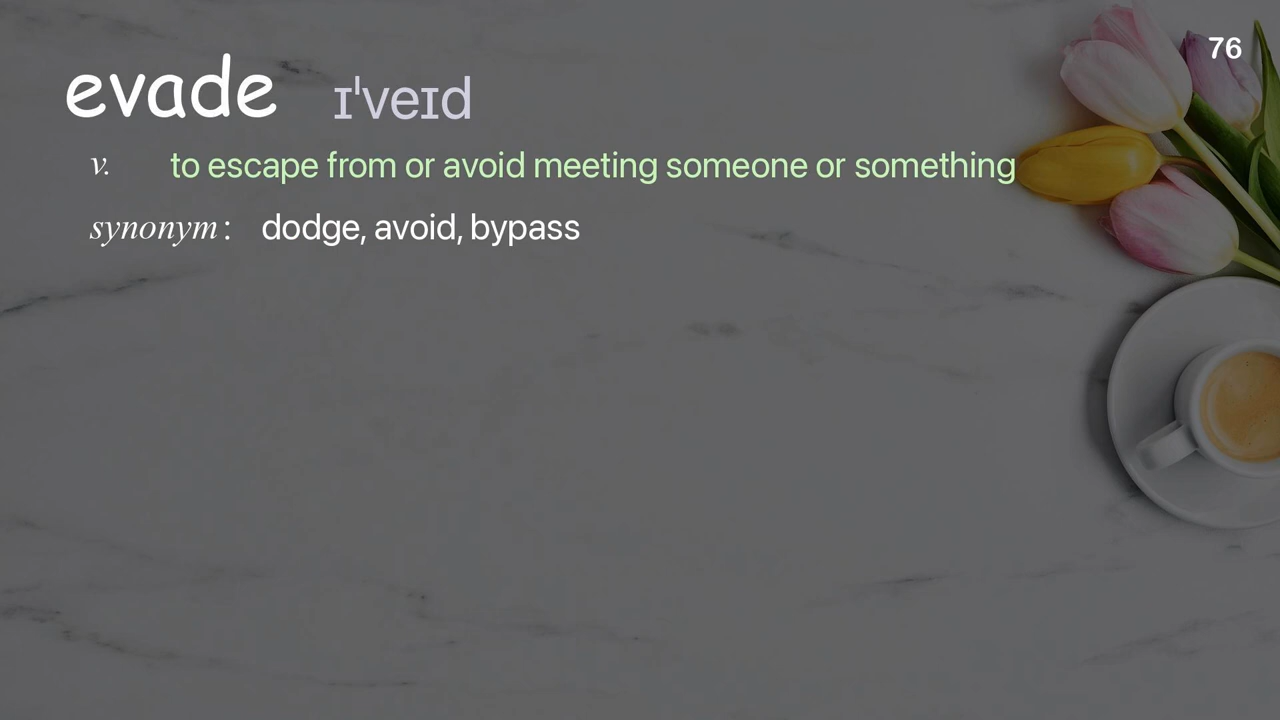 76
evade ɪˈveɪd
v. to escape from or avoid meeting someone or something
synonym : dodge, avoid, bypass